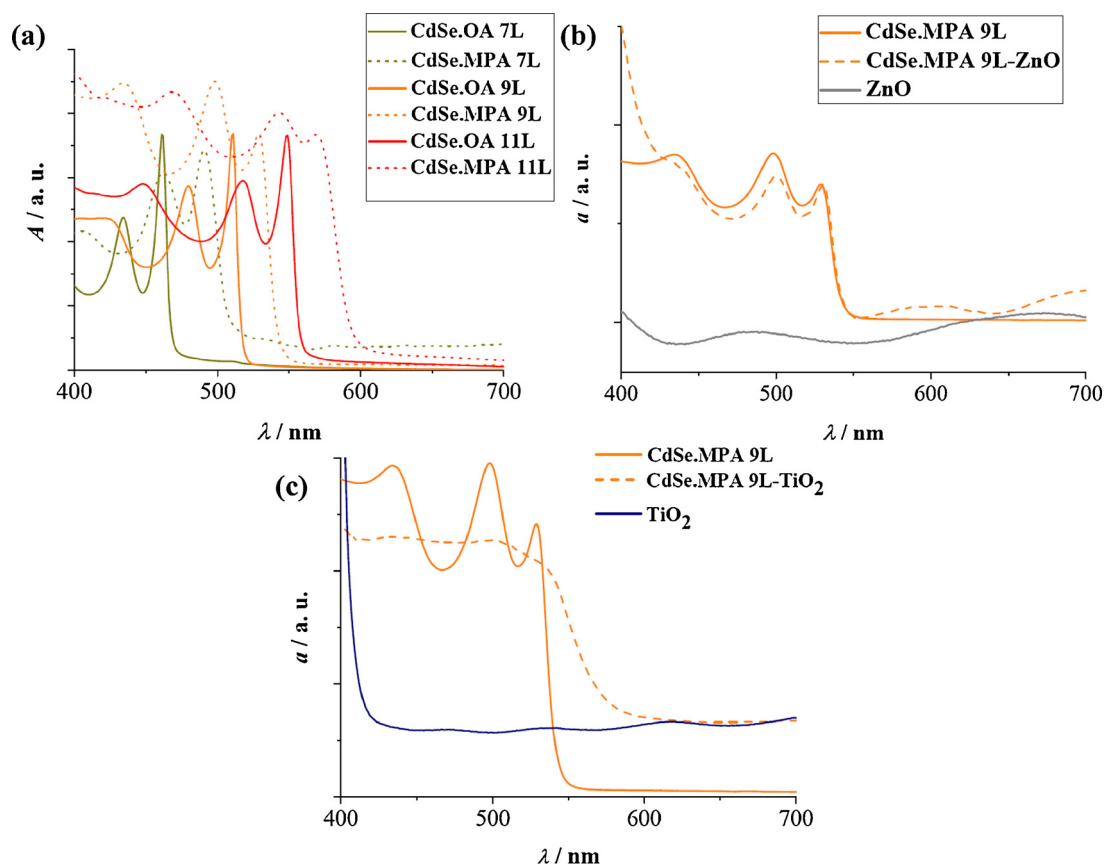 (a)
CdSe.OA 7L
CdSe.MPA 7L
CdSe.OA 9L
CdSe.MPA 9L
CdSe.OA 11L
CdSe.MPA 11L
A / a. u.
400 500 600 700
λ / nm
(b)
CdSe.MPA 9L
CdSe.MPA 9L-ZnO
ZnO
a / a. u.
400 500 600 700
λ / nm
(c)
CdSe.MPA 9L
CdSe.MPA 9L-TiO₂
TiO₂
a / a. u.
400 500 600 700
λ / nm